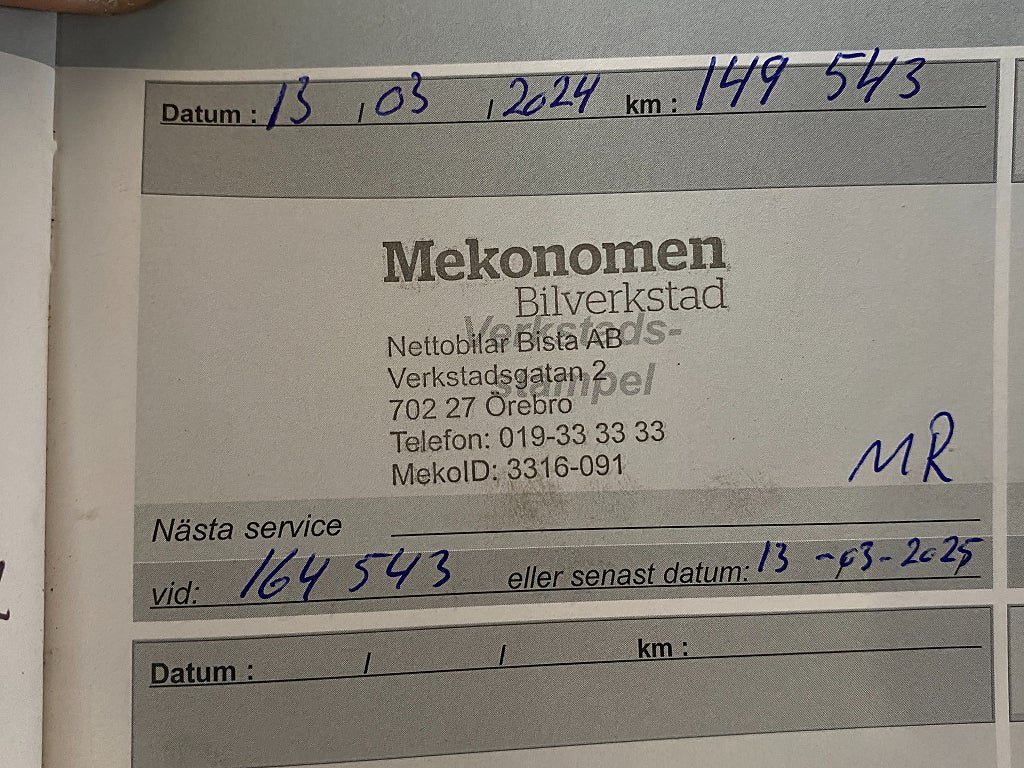 Datum : 13 / 03 / 2024 km : 149 543
Mekonomen
Bilverkstad
Verkstads-
Nettobilar Bista AB
Verkstadsgatan 2
stämpel
702 27 Örebro
Telefon: 019-33 33 33
MekoID: 3316-091
MR
Nästa service
vid: 164 543 eller senast datum: 13 -03-2025
Datum : / / km :